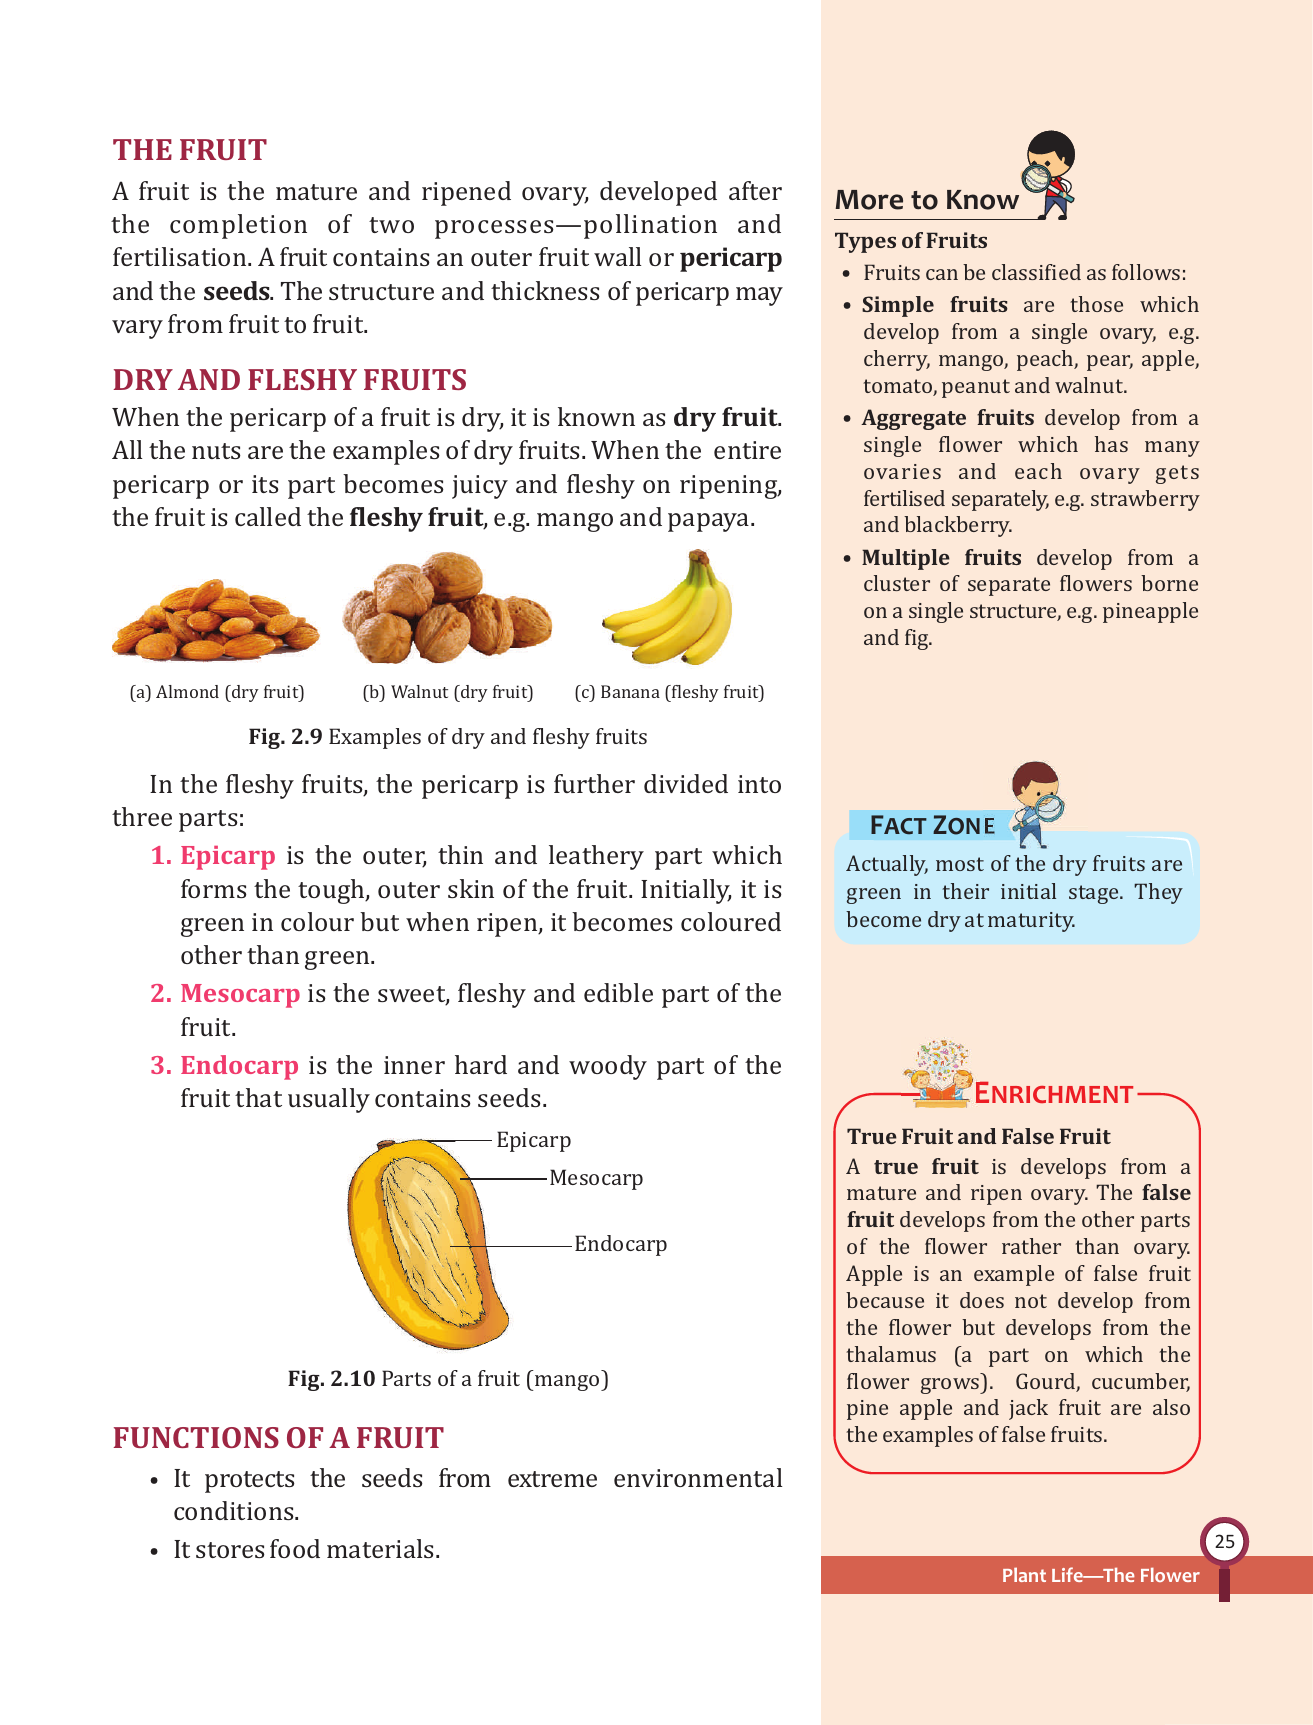 THE FRUIT
A fruit is the mature and ripened ovary, developed after
the completion of two processes—pollination and
fertilisation. A fruit contains an outer fruit wall or pericarp
and the seeds. The structure and thickness of pericarp may
vary from fruit to fruit.
DRY AND FLESHY FRUITS
When the pericarp of a fruit is dry, it is known as dry fruit.
All the nuts are the examples of dry fruits. When the entire
pericarp or its part becomes juicy and fleshy on ripening,
the fruit is called the fleshy fruit, e.g. mango and papaya.
(a) Almond (dry fruit)
(b) Walnut (dry fruit)
(c) Banana (fleshy fruit)
Fig. 2.9 Examples of dry and fleshy fruits
In the fleshy fruits, the pericarp is further divided into
three parts:
1. Epicarp is the outer, thin and leathery part which
forms the tough, outer skin of the fruit. Initially, it is
green in colour but when ripen, it becomes coloured
other than green.
2. Mesocarp is the sweet, fleshy and edible part of the
fruit.
3. Endocarp is the inner hard and woody part of the
fruit that usually contains seeds.
Epicarp
Mesocarp
Endocarp
Fig. 2.10 Parts of a fruit (mango)
FUNCTIONS OF A FRUIT
• It protects the seeds from extreme environmental
conditions.
• It stores food materials.
More to Know
Types of Fruits
• Fruits can be classified as follows:
• Simple fruits are those which
develop from a single ovary, e.g.
cherry, mango, peach, pear, apple,
tomato, peanut and walnut.
• Aggregate fruits develop from a
single flower which has many
ovaries and each ovary gets
fertilised separately, e.g. strawberry
and blackberry.
• Multiple fruits develop from a
cluster of separate flowers borne
on a single structure, e.g. pineapple
and fig.
FACT ZONE
Actually, most of the dry fruits are
green in their initial stage. They
become dry at maturity.
ENRICHMENT
True Fruit and False Fruit
A true fruit is develops from a
mature and ripen ovary. The false
fruit develops from the other parts
of the flower rather than ovary.
Apple is an example of false fruit
because it does not develop from
the flower but develops from the
thalamus (a part on which the
flower grows). Gourd, cucumber,
pine apple and jack fruit are also
the examples of false fruits.
25
Plant Life—The Flower